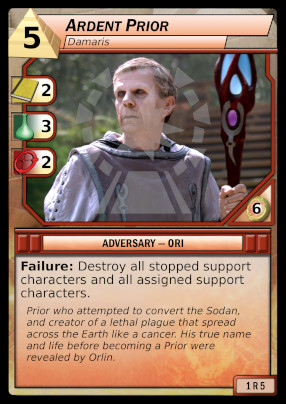 ARDENT PRIOR
Damaris
5
2
3
2
6
ADVERSARY – ORI
Failure: Destroy all stopped support
characters and all assigned support
characters.
Prior who attempted to convert the Sodan,
and creator of a lethal plague that spread
across the Earth like a cancer. His true name
and life before becoming a Prior were
revealed by Orlin.
1 R 5